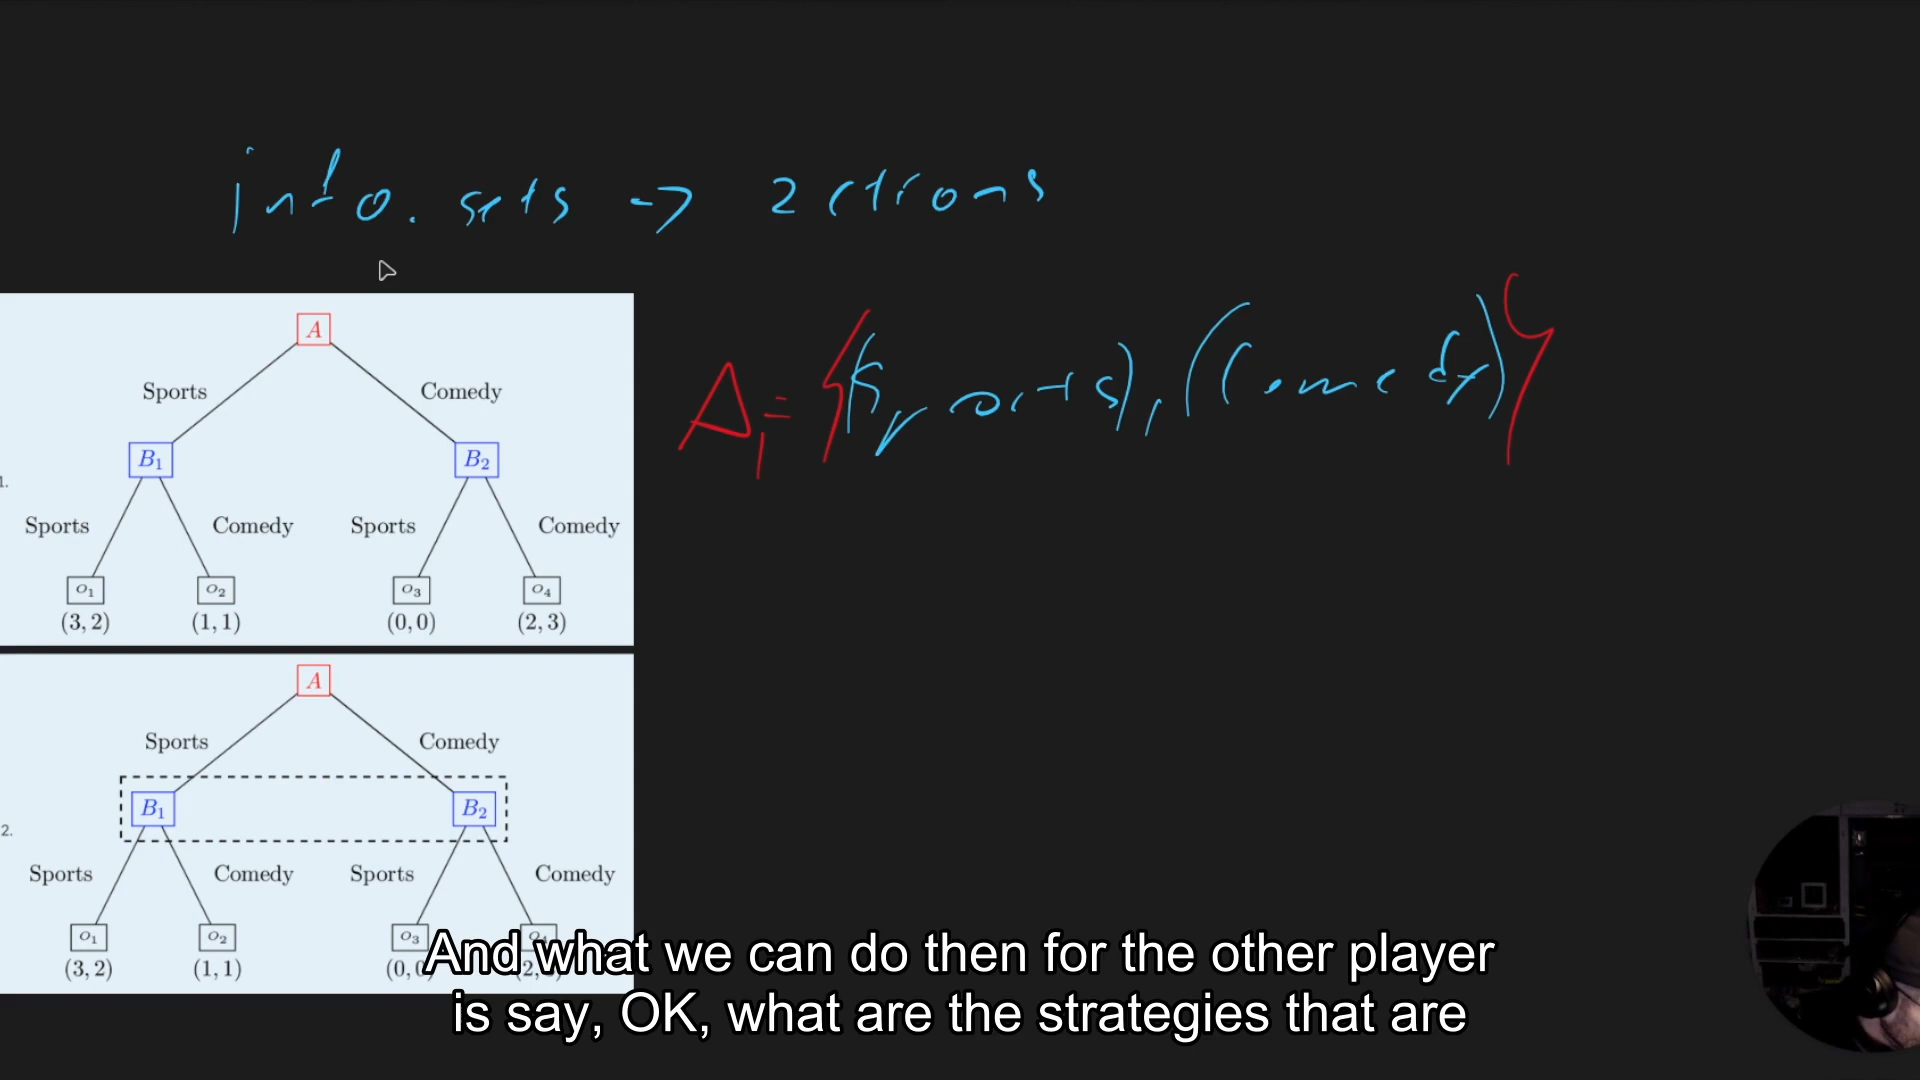 info. sets -> actions
A
Sports Comedy
B1 B2
1.
Sports Comedy Sports Comedy
o1 o2 o3 o4
(3, 2) (1, 1) (0, 0) (2, 3)
A1 = {(Sports), (Comedy)}
A
Sports Comedy
B1 B2
2.
Sports Comedy Sports Comedy
o1 o2 o3
(3, 2) (1, 1)
And what we can do then for the other player
is say, OK, what are the strategies that are